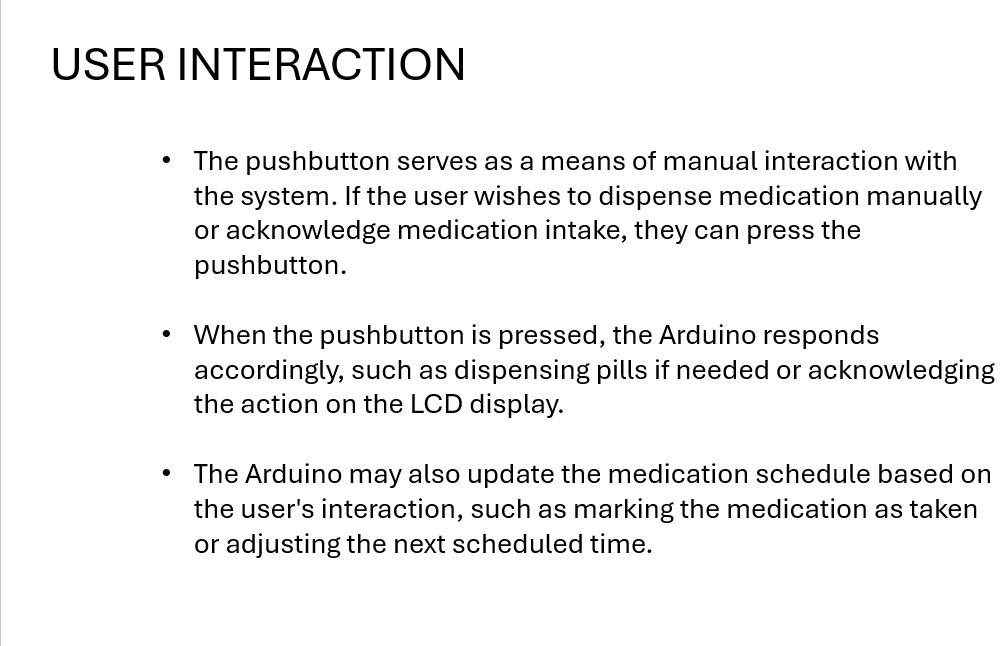 USER INTERACTION
• The pushbutton serves as a means of manual interaction with
the system. If the user wishes to dispense medication manually
or acknowledge medication intake, they can press the
pushbutton.
• When the pushbutton is pressed, the Arduino responds
accordingly, such as dispensing pills if needed or acknowledging
the action on the LCD display.
• The Arduino may also update the medication schedule based on
the user's interaction, such as marking the medication as taken
or adjusting the next scheduled time.